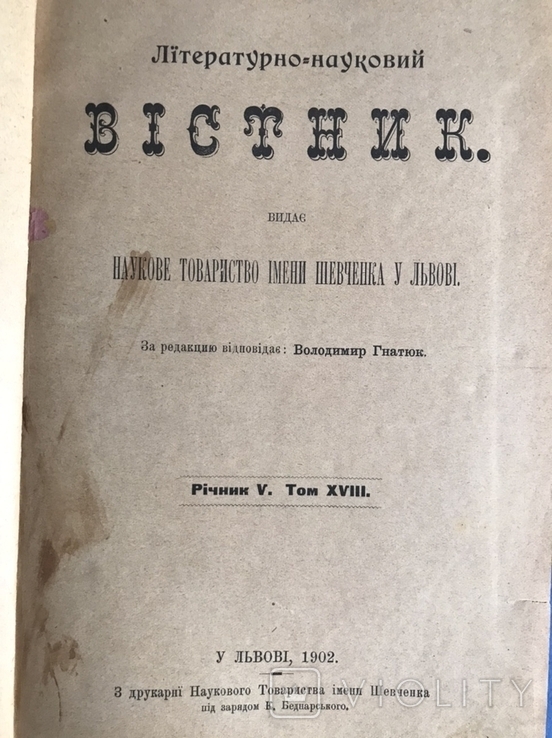 Лїтературно-науковий
ВІСТНИК.
ВИДАЄ
НАУКОВЕ ТОВАРИСТВО ІМЕНИ ШЕВЧЕНКА У ЛЬВОВІ.
За редакцию відповідає: Володимир Гнатюк.
Річник V. Том XVIII.
У ЛЬВОВІ, 1902.
З друкарнї Наукового Товариства імени Шевченка
під зарядом К. Беднарського.
VIOLITY